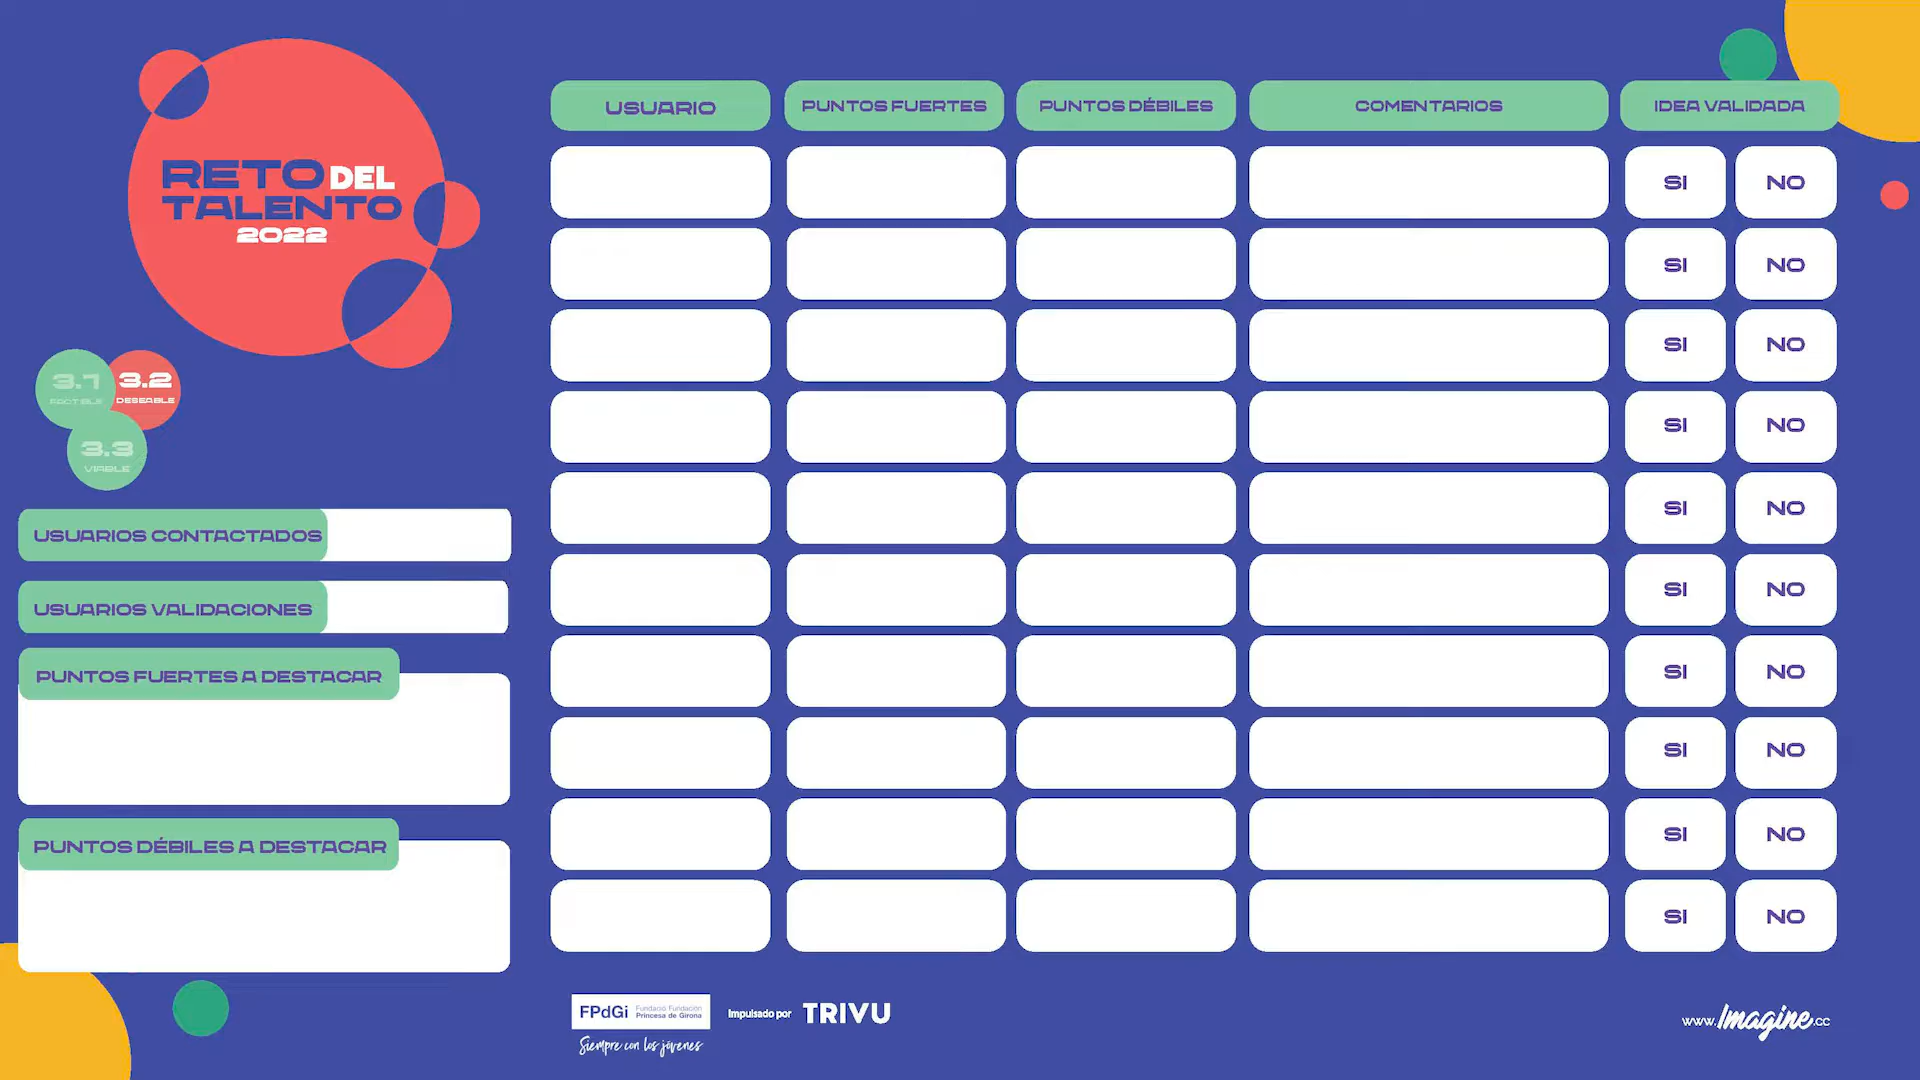 RETO DEL
TALENTO
2022
3.1
FACTIBLE
3.2
DESEABLE
3.3
VIABLE
USUARIOS CONTACTADOS
USUARIOS VALIDACIONES
PUNTOS FUERTES A DESTACAR
PUNTOS DÉBILES A DESTACAR
USUARIO PUNTOS FUERTES PUNTOS DÉBILES COMENTARIOS IDEA VALIDADA
SI NO
SI NO
SI NO
SI NO
SI NO
SI NO
SI NO
SI NO
SI NO
SI NO
FPdGi
Fundació Fundación
Princesa de Girona
Siempre con los jóvenes
Impulsado por TRIVU
www.Imagine.cc